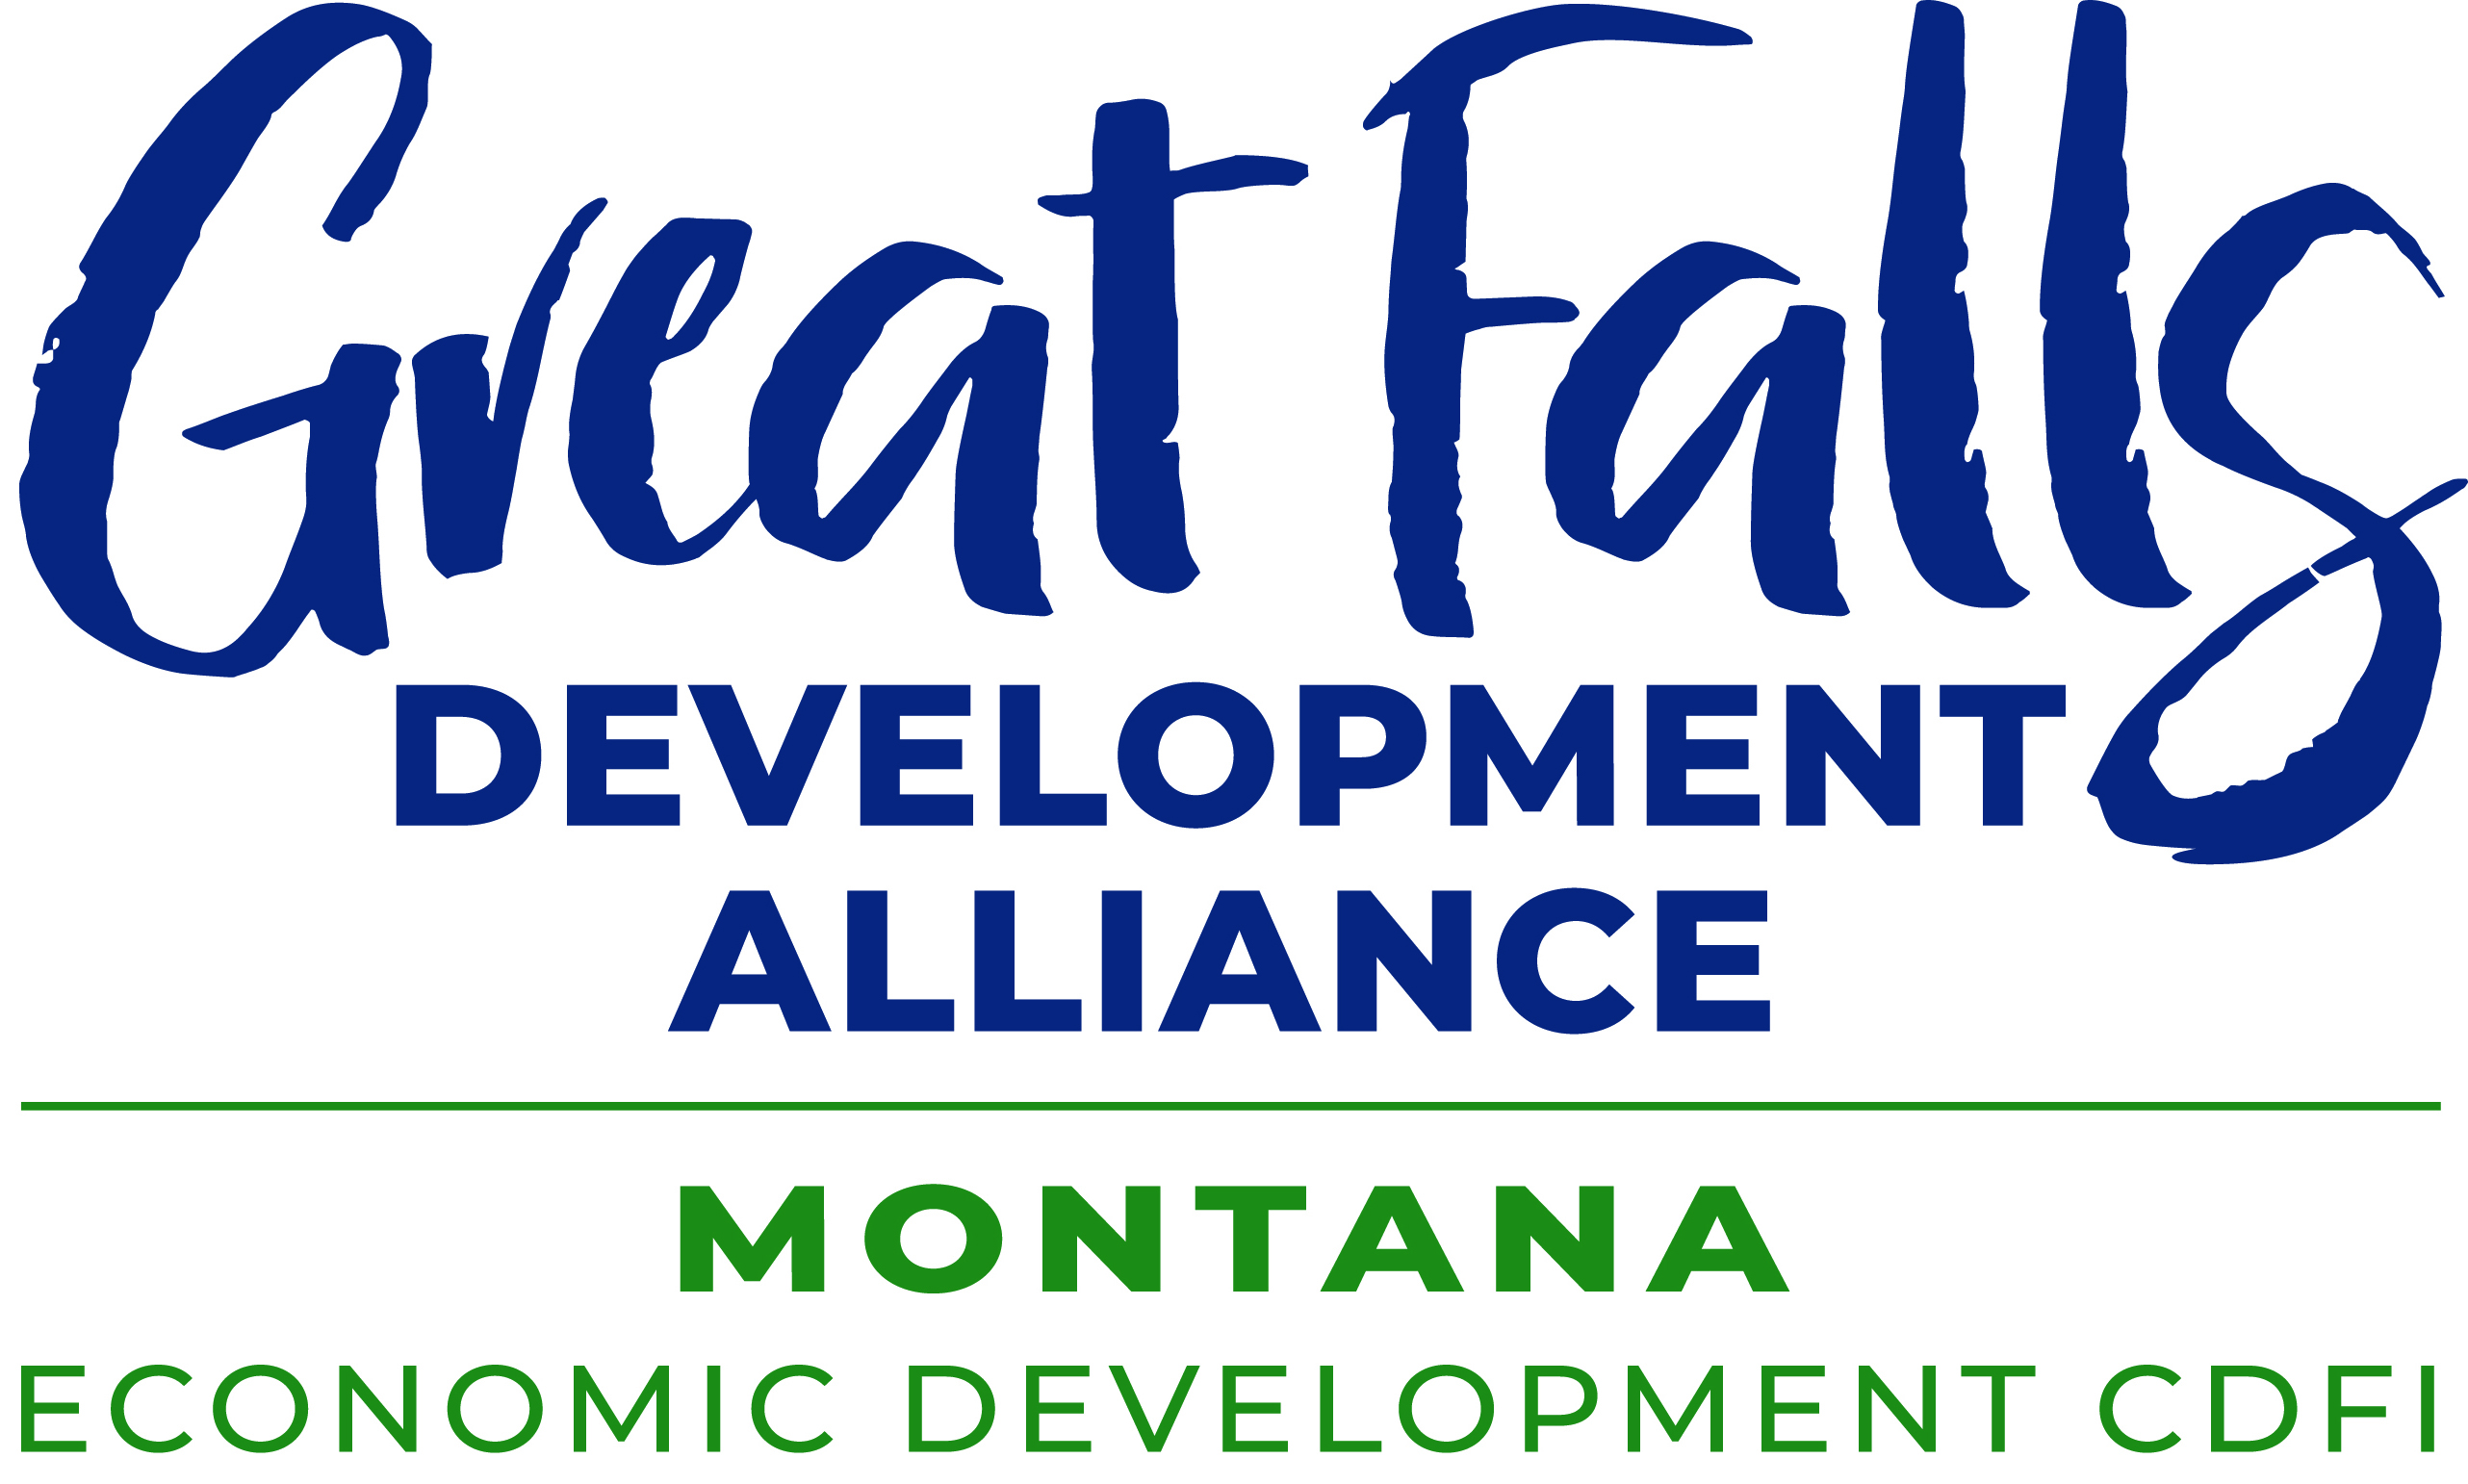 Great Falls
DEVELOPMENT
ALLIANCE
MONTANA
ECONOMIC DEVELOPMENT CDFI